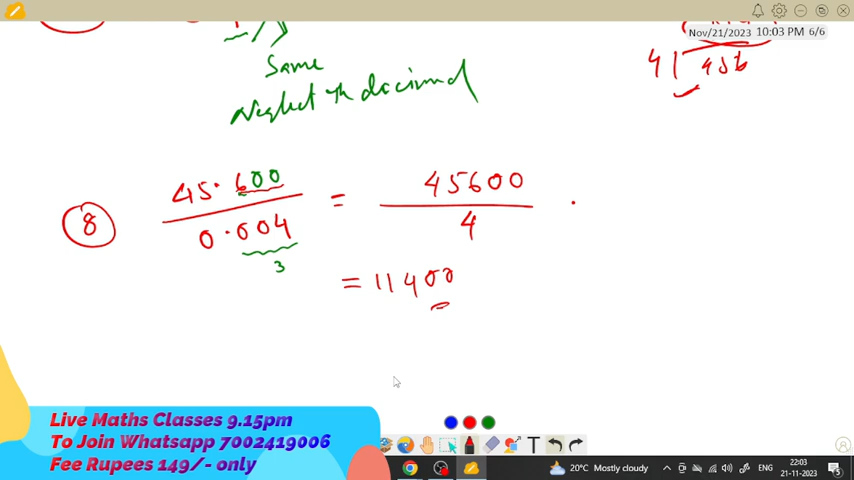 Nov/21/2023 10:03 PM 6/6
Same
Neglect the decimal
4 456
8 45.600 / 0.004 = 45600 / 4 .
3
= 11400
Live Maths Classes 9.15pm
To Join Whatsapp 7002419006
Fee Rupees 149/- only
T
20°C Mostly cloudy
ENG
22:03
21-11-2023
5